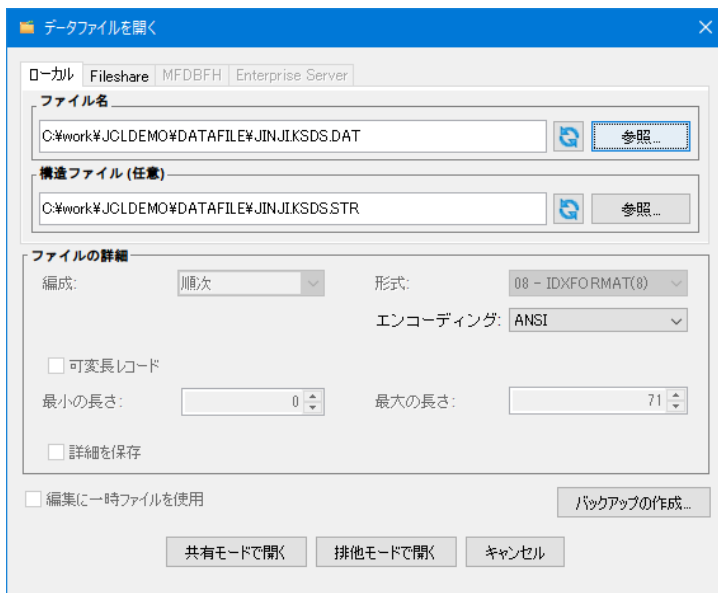 データファイルを開く
ローカル Fileshare MFDBFH Enterprise Server
ファイル名
C:¥work¥JCLDEMO¥DATAFILE¥JINJI.KSDS.DAT 参照...
構造ファイル (任意)
C:¥work¥JCLDEMO¥DATAFILE¥JINJI.KSDS.STR 参照...
ファイルの詳細
編成: 順次 形式: 08 - IDXFORMAT(8)
エンコーディング: ANSI
可変長レコード
最小の長さ: 0 最大の長さ: 71
詳細を保存
編集に一時ファイルを使用 バックアップの作成...
共有モードで開く 排他モードで開く キャンセル